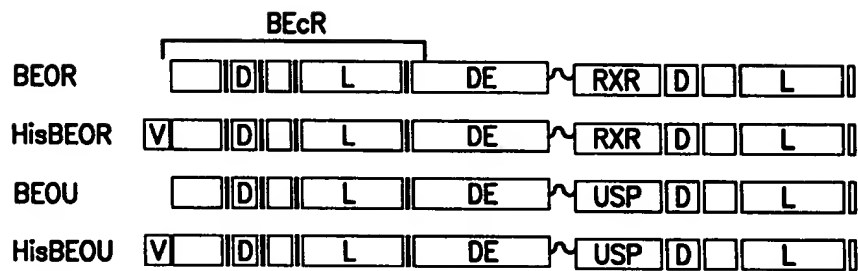 BEcR
BEOR D L DE RXR D L
HisBEOR V D L DE RXR D L
BEOU D L DE USP D L
HisBEOU V D L DE USP D L